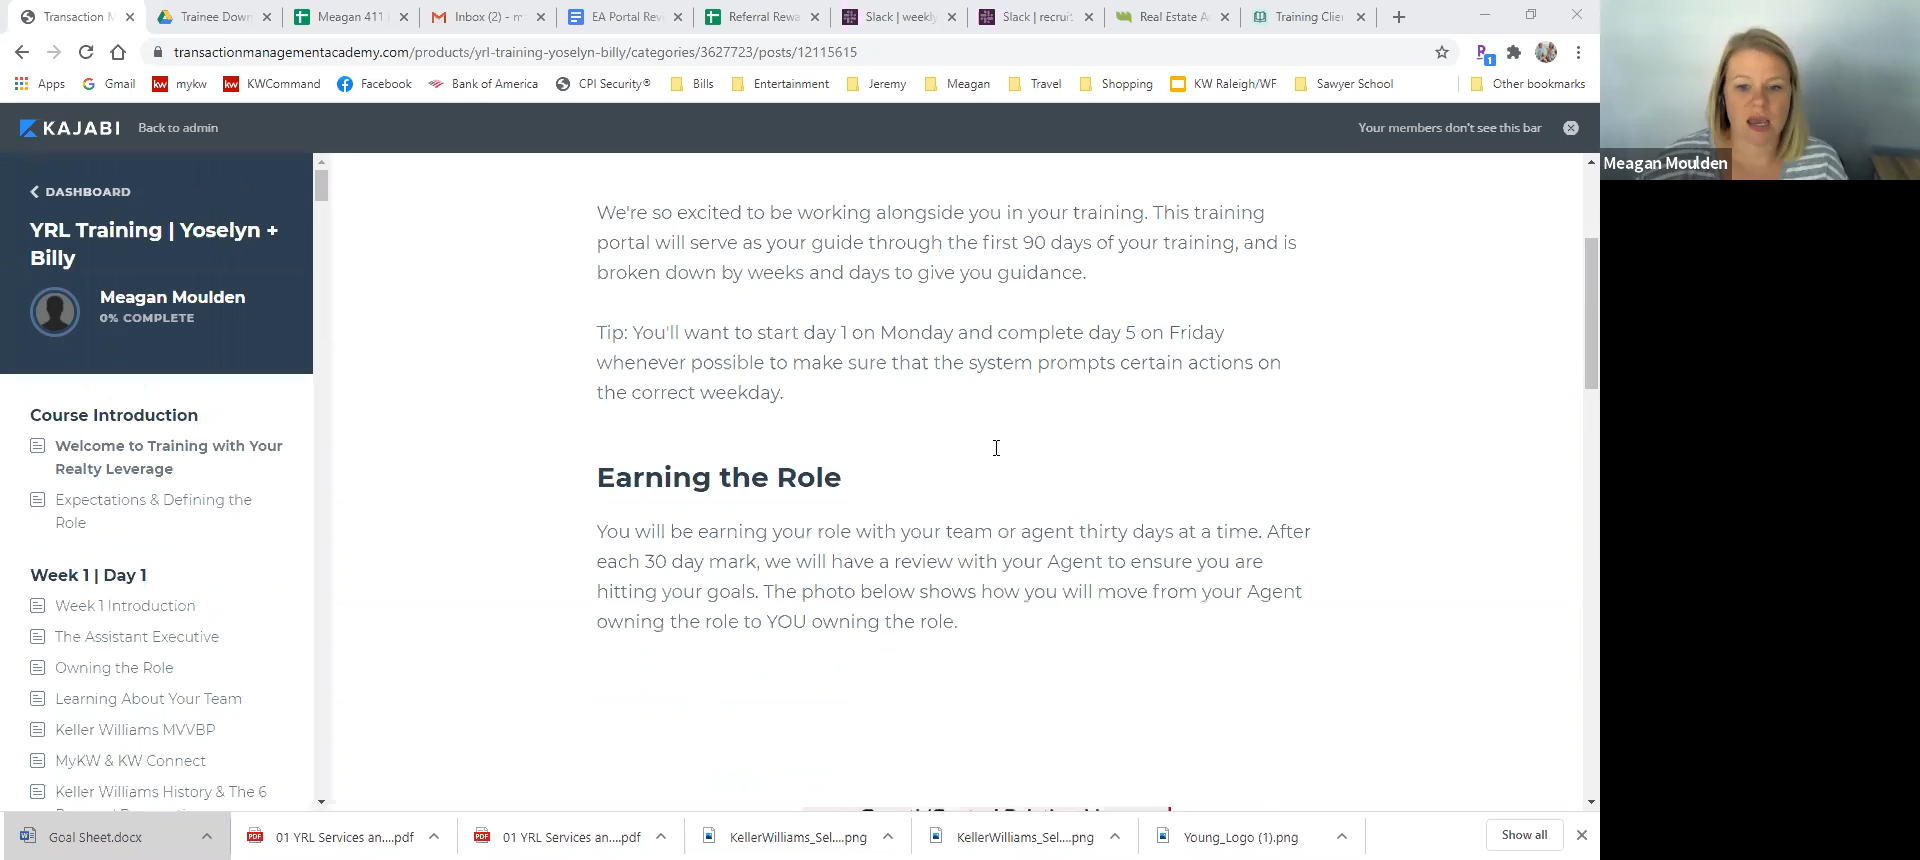 Transaction M
Trainee Down
Meagan 411
Inbox (2) - m
EA Portal Rev
Referral Rewa
Slack | weekly
Slack | recruit
Real Estate A
Training Clie
transactionmanagementacademy.com/products/yrl-training-yoselyn-billy/categories/3627723/posts/12115615
1
Apps
Gmail
kw mykw
kw KWCommand
Facebook
Bank of America
CPI Security®
Bills
Entertainment
Jeremy
Meagan
Travel
Shopping
KW Raleigh/WF
Sawyer School
Other bookmarks
KAJABI
Back to admin
Your members don't see this bar
Meagan Moulden
DASHBOARD
YRL Training | Yoselyn +
Billy
Meagan Moulden
0% COMPLETE
Course Introduction
Welcome to Training with Your
Realty Leverage
Expectations & Defining the
Role
Week 1 | Day 1
Week 1 Introduction
The Assistant Executive
Owning the Role
Learning About Your Team
Keller Williams MVVBP
MyKW & KW Connect
Keller Williams History & The 6
We're so excited to be working alongside you in your training. This training
portal will serve as your guide through the first 90 days of your training, and is
broken down by weeks and days to give you guidance.
Tip: You'll want to start day 1 on Monday and complete day 5 on Friday
whenever possible to make sure that the system prompts certain actions on
the correct weekday.
Earning the Role
You will be earning your role with your team or agent thirty days at a time. After
each 30 day mark, we will have a review with your Agent to ensure you are
hitting your goals. The photo below shows how you will move from your Agent
owning the role to YOU owning the role.
Goal Sheet.docx
01 YRL Services an....pdf
01 YRL Services an....pdf
KellerWilliams_Sel....png
KellerWilliams_Sel....png
Young_Logo (1).png
Show all